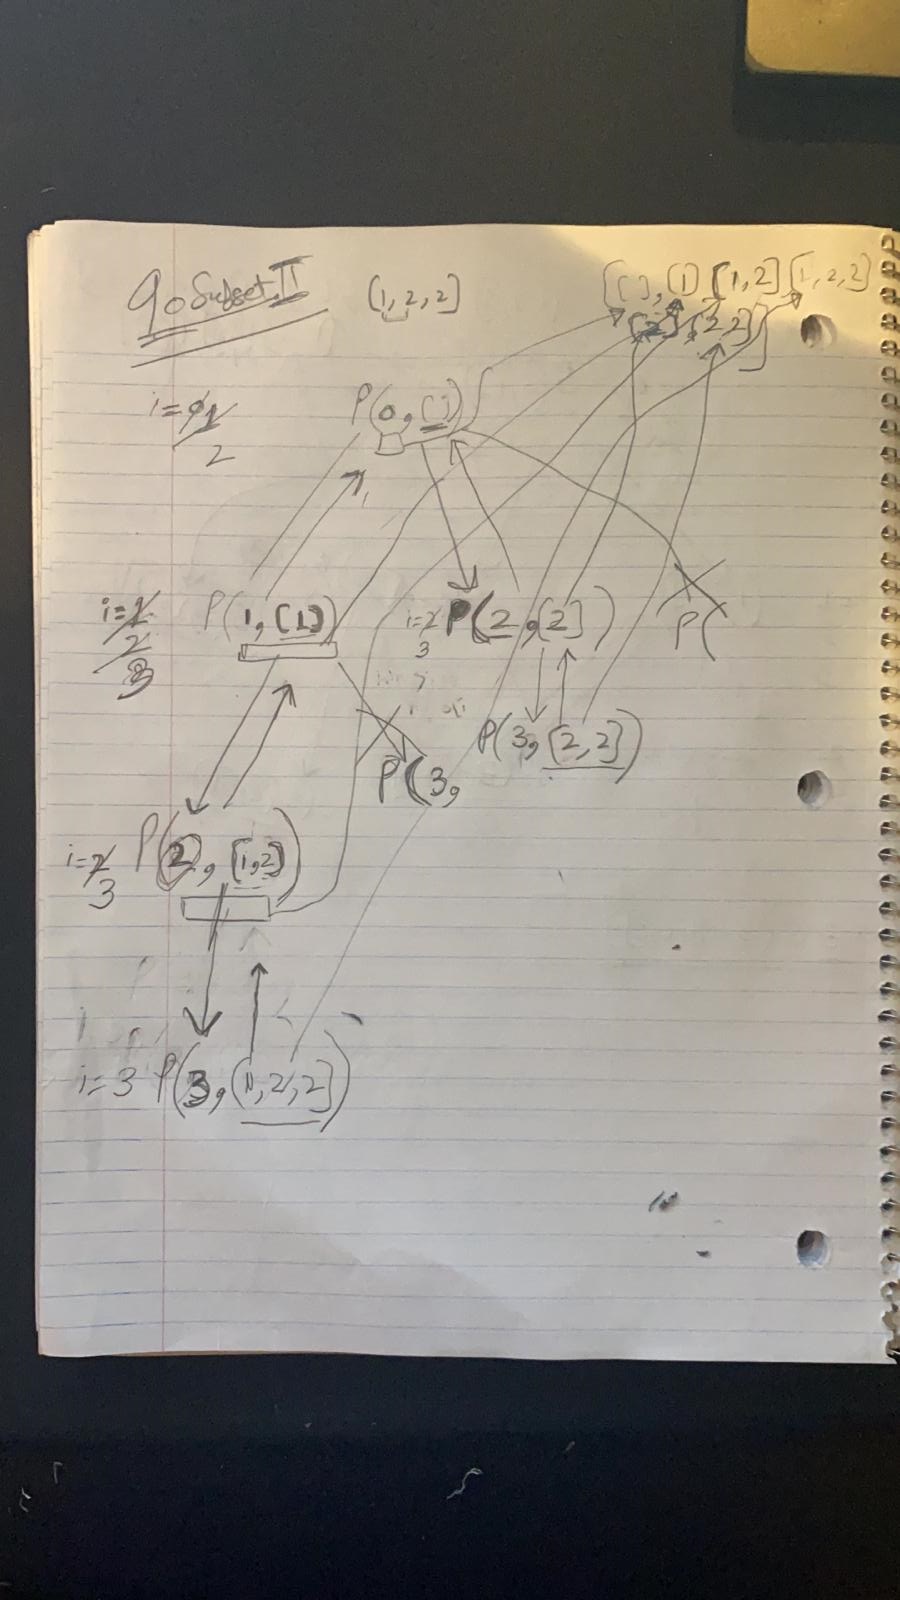 90 Subset II [1,2,2] [[],[1] [1,2] [1,2,2]
[2] [2,2]]
i=0 1 2 P(0,[])
i=1 2 3 P(1,[1]) i=2 3 P(2,[2]) P(
P(3, P(3,[2,2])
i=2 3 P(2,[1,2])
i=3 P(3,[1,2,2])